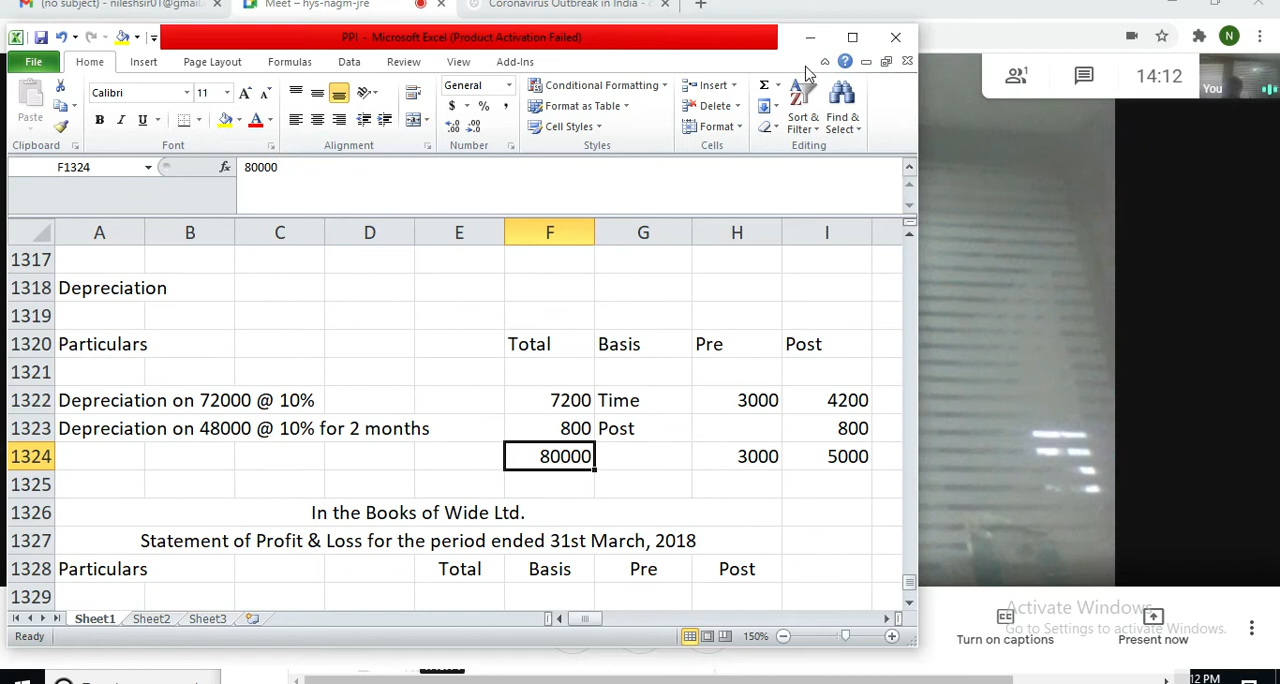 (no subject) - nileshsir01@gmail.
Meet – hys-nagm-jre
Coronavirus Outbreak in India - c
PPI - Microsoft Excel (Product Activation Failed)
N
File Home Insert Page Layout Formulas Data Review View Add-Ins
14:12
You
Paste
Calibri 11
General
Conditional Formatting
Format as Table
Cell Styles
Insert
Delete
Format
Sort & Filter
Find & Select
Clipboard Font Alignment Number Styles Cells Editing
F1324 fx 80000
A B C D E F G H I
1317
1318 Depreciation
1319
1320 Particulars Total Basis Pre Post
1321
1322 Depreciation on 72000 @ 10% 7200 Time 3000 4200
1323 Depreciation on 48000 @ 10% for 2 months 800 Post 800
1324 80000 3000 5000
1325
1326 In the Books of Wide Ltd.
1327 Statement of Profit & Loss for the period ended 31st March, 2018
1328 Particulars Total Basis Pre Post
1329
Sheet1 Sheet2 Sheet3
Ready 150%
Activate Windows
Go to Settings to activate Windows.
Turn on captions
Present now
12 PM